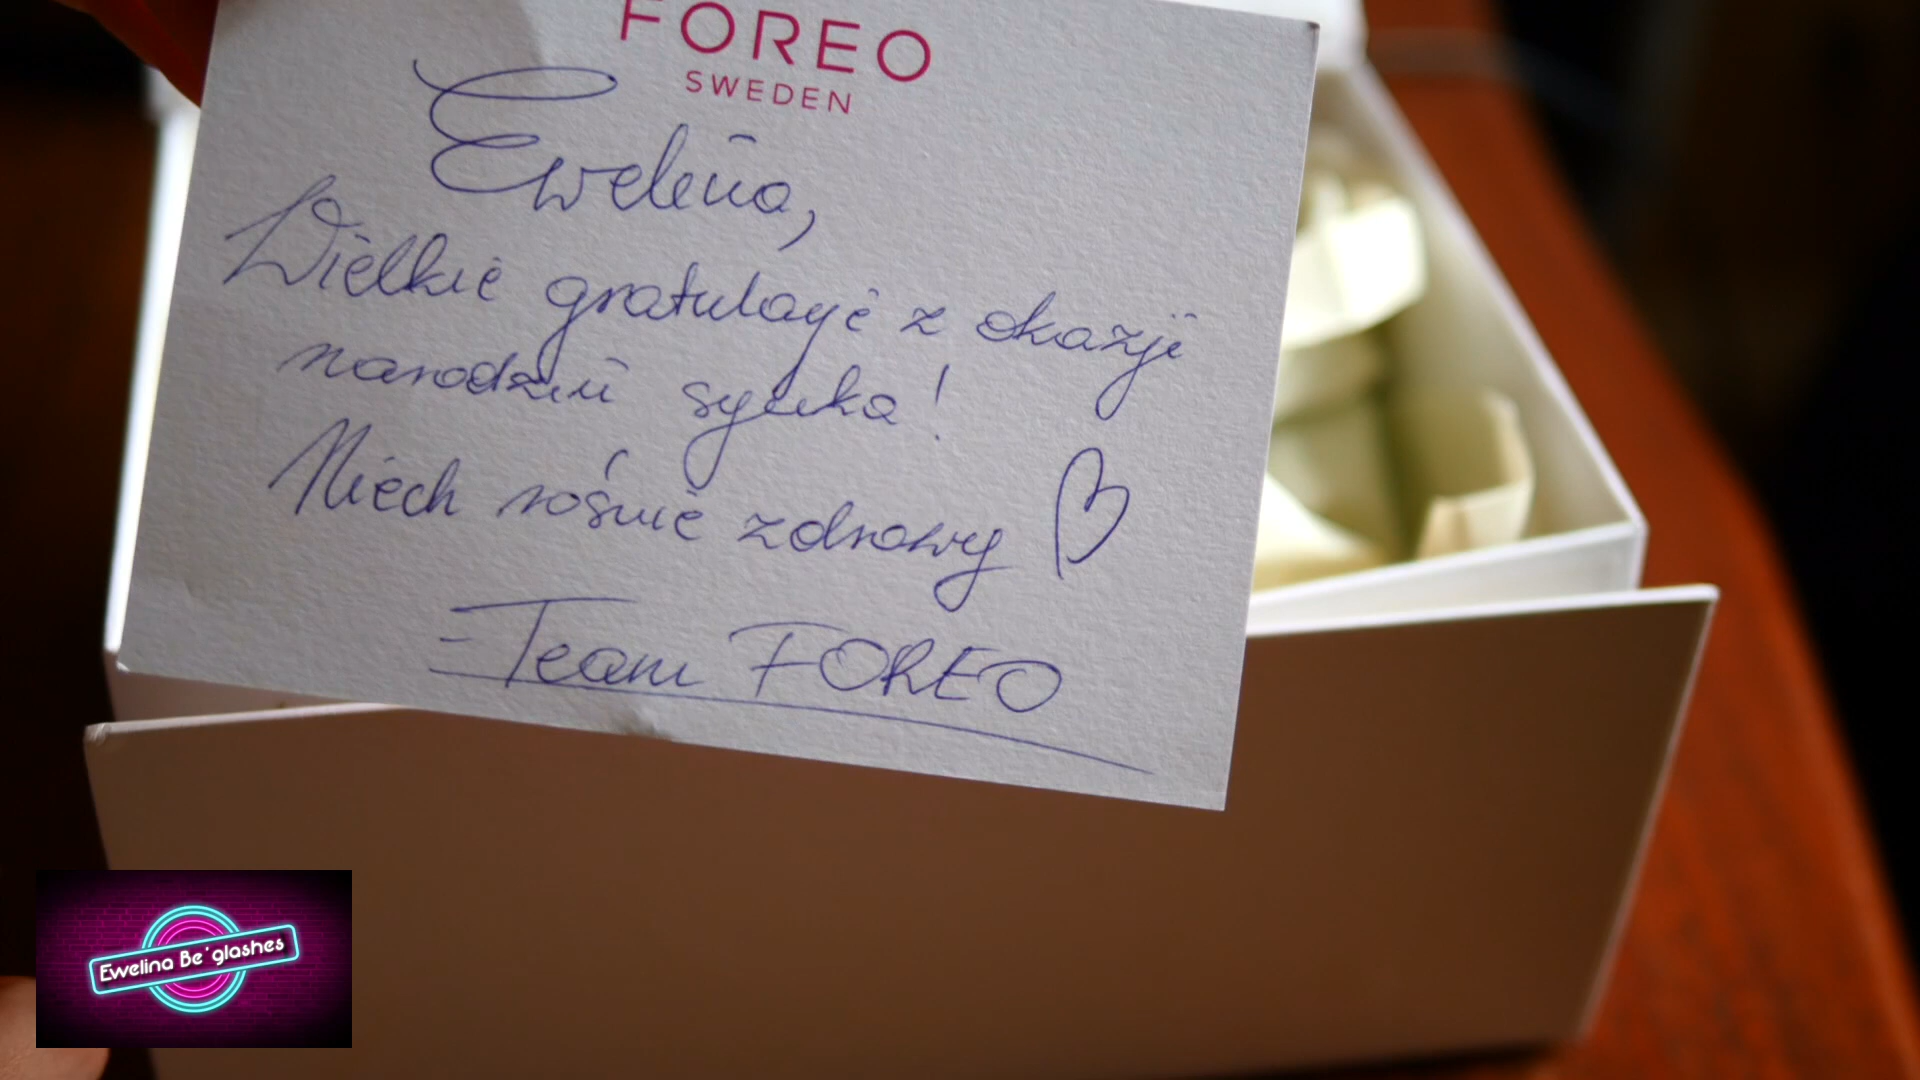 FOREO
SWEDEN
Ewelina,
Wielkie gratulacje z okazji
narodzin synka!
Niech rośnie zdrowy
Team FOREO
Ewelina Be'glashes